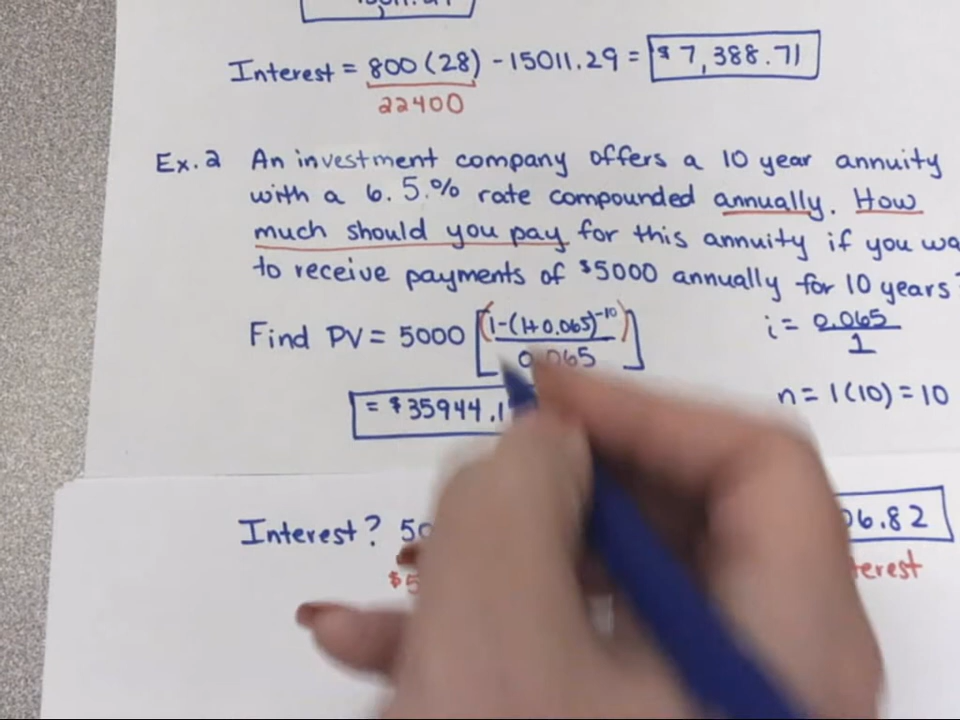 Interest = 800(28) - 15011.29 = $7,388.71
22400
Ex.2 An investment company offers a 10 year annuity
with a 6.5.% rate compounded annually. How
much should you pay for this annuity if you
to receive payments of $5000 annually for 10 years
Find PV = 5000 [(1-(1+0.065)^-10)/0.065] i = 0.065/1
= $35944.1 n = 1(10) = 10
Interest? 6.82